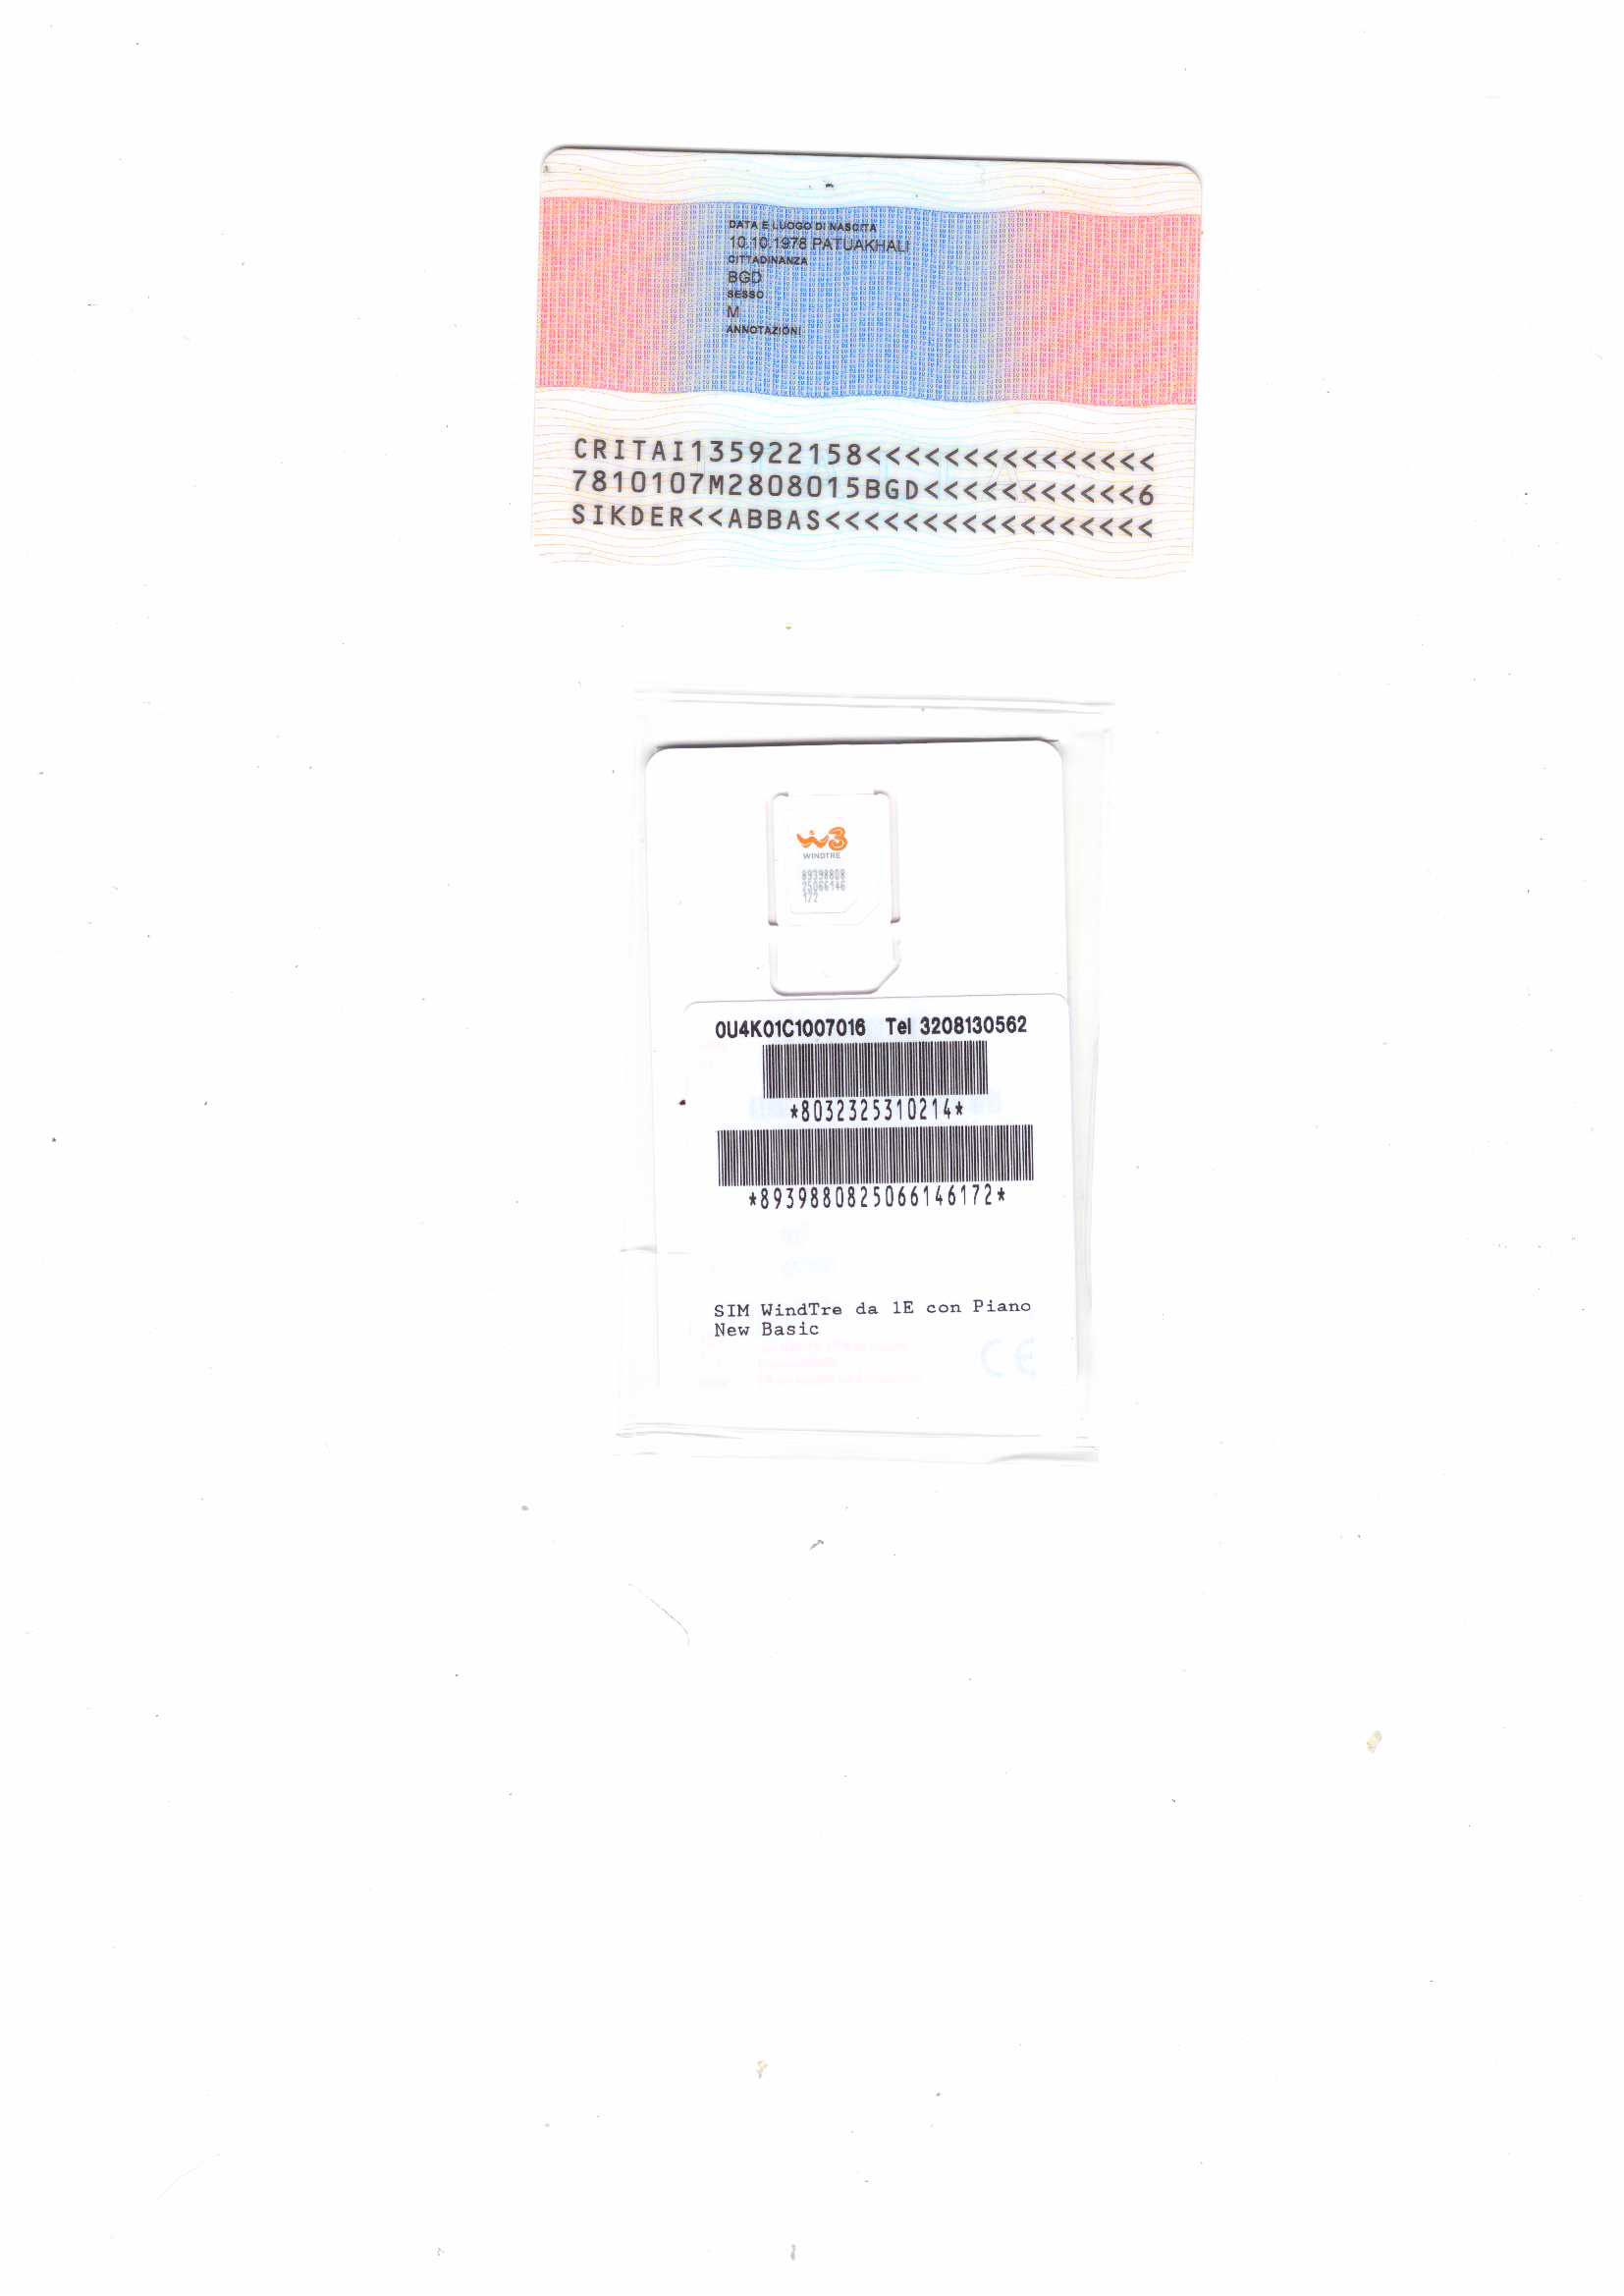 DATA E LUOGO DI NASCITA
10.10.1978 PATUAKHALI
CITTADINANZA
BGD
SESSO
M
ANNOTAZIONI
CRITAI135922158<<<<<<<<<<<<<<<
7810107M2808015BGD<<<<<<<<<<<6
SIKDER<<ABBAS<<<<<<<<<<<<<<<<<
W3
WINDTRE
89398808
25066146
172
0U4K01C1007016 Tel 3208130562
*8032325310214*
*8939880825066146172*
SIM WindTre da 1E con Piano
New Basic
CE